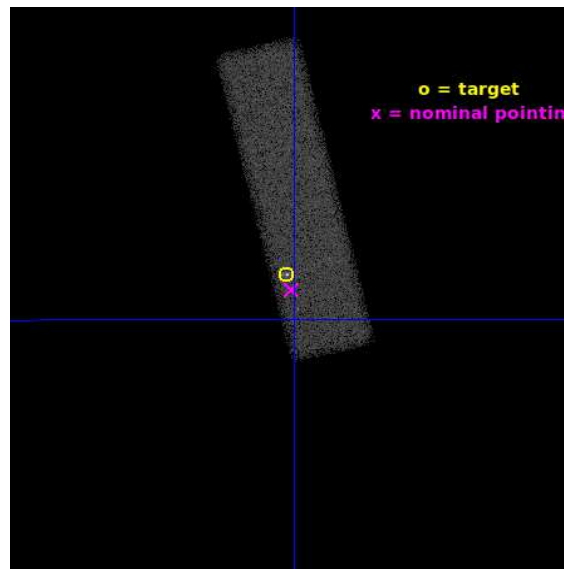 o = target
x = nominal pointin